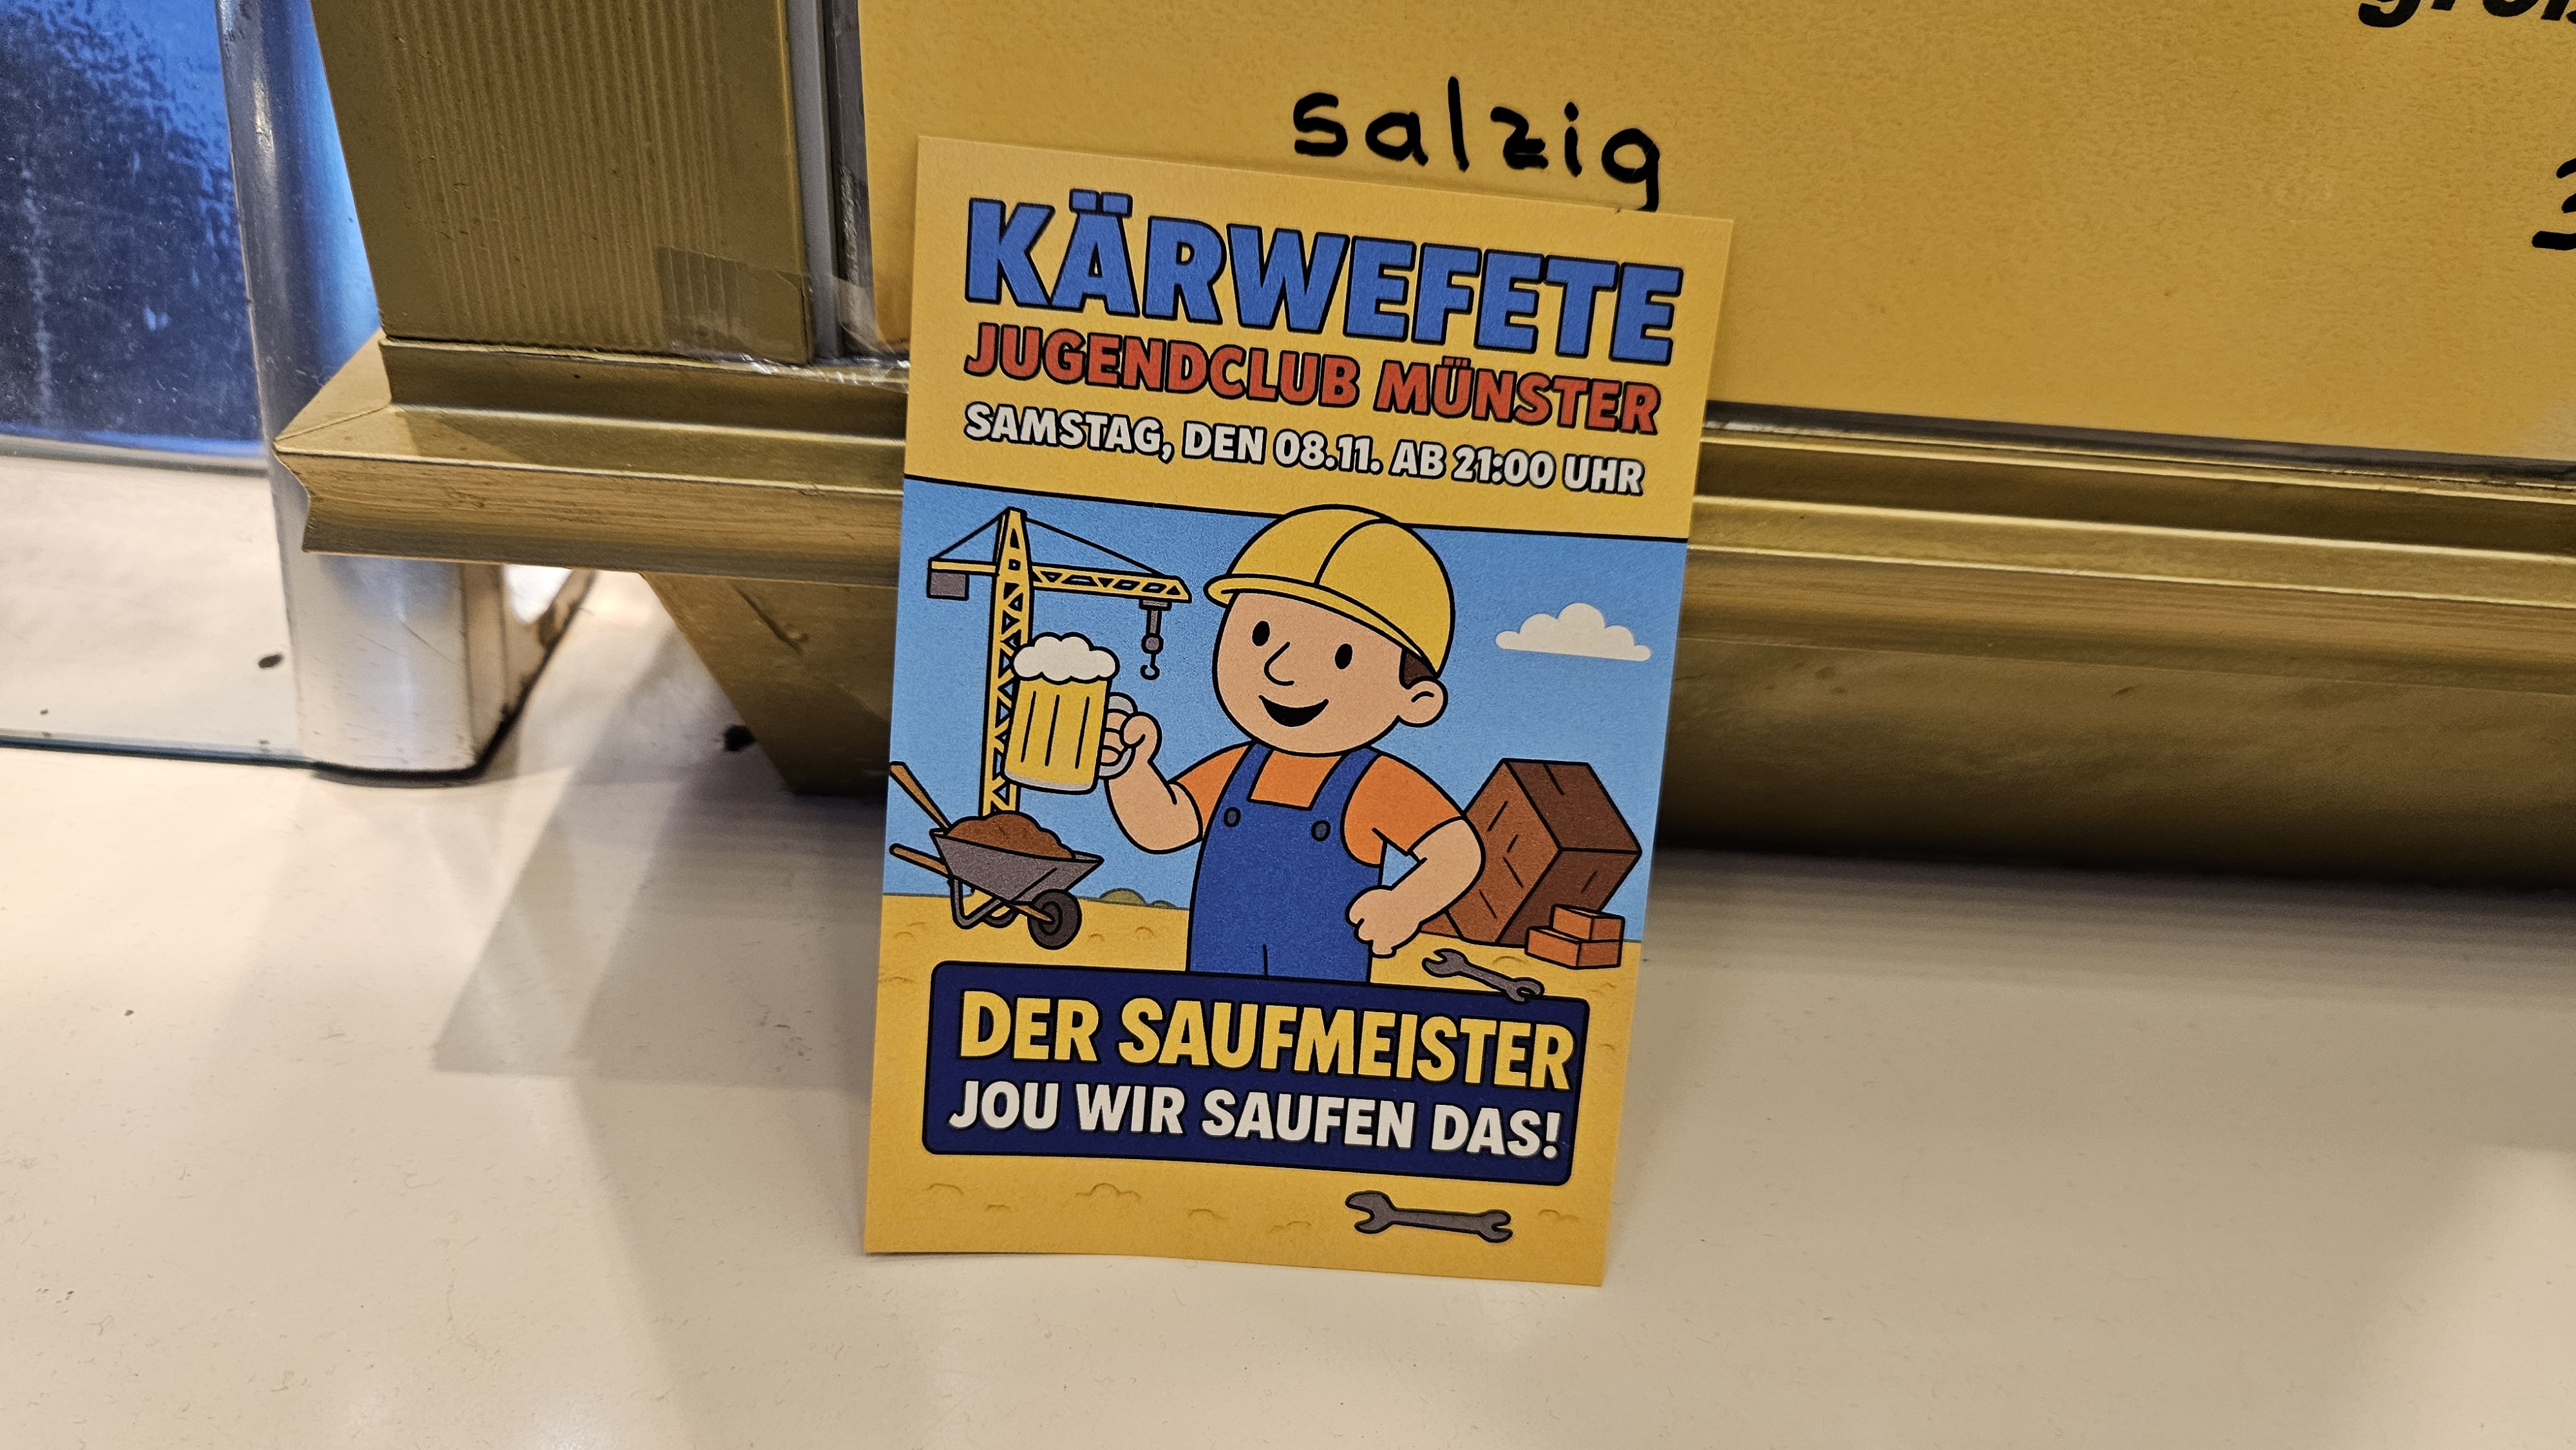 salzig
KÄRWEFETE
JUGENDCLUB MÜNSTER
SAMSTAG, DEN 08.11. AB 21:00 UHR
DER SAUFMEISTER
JOU WIR SAUFEN DAS!